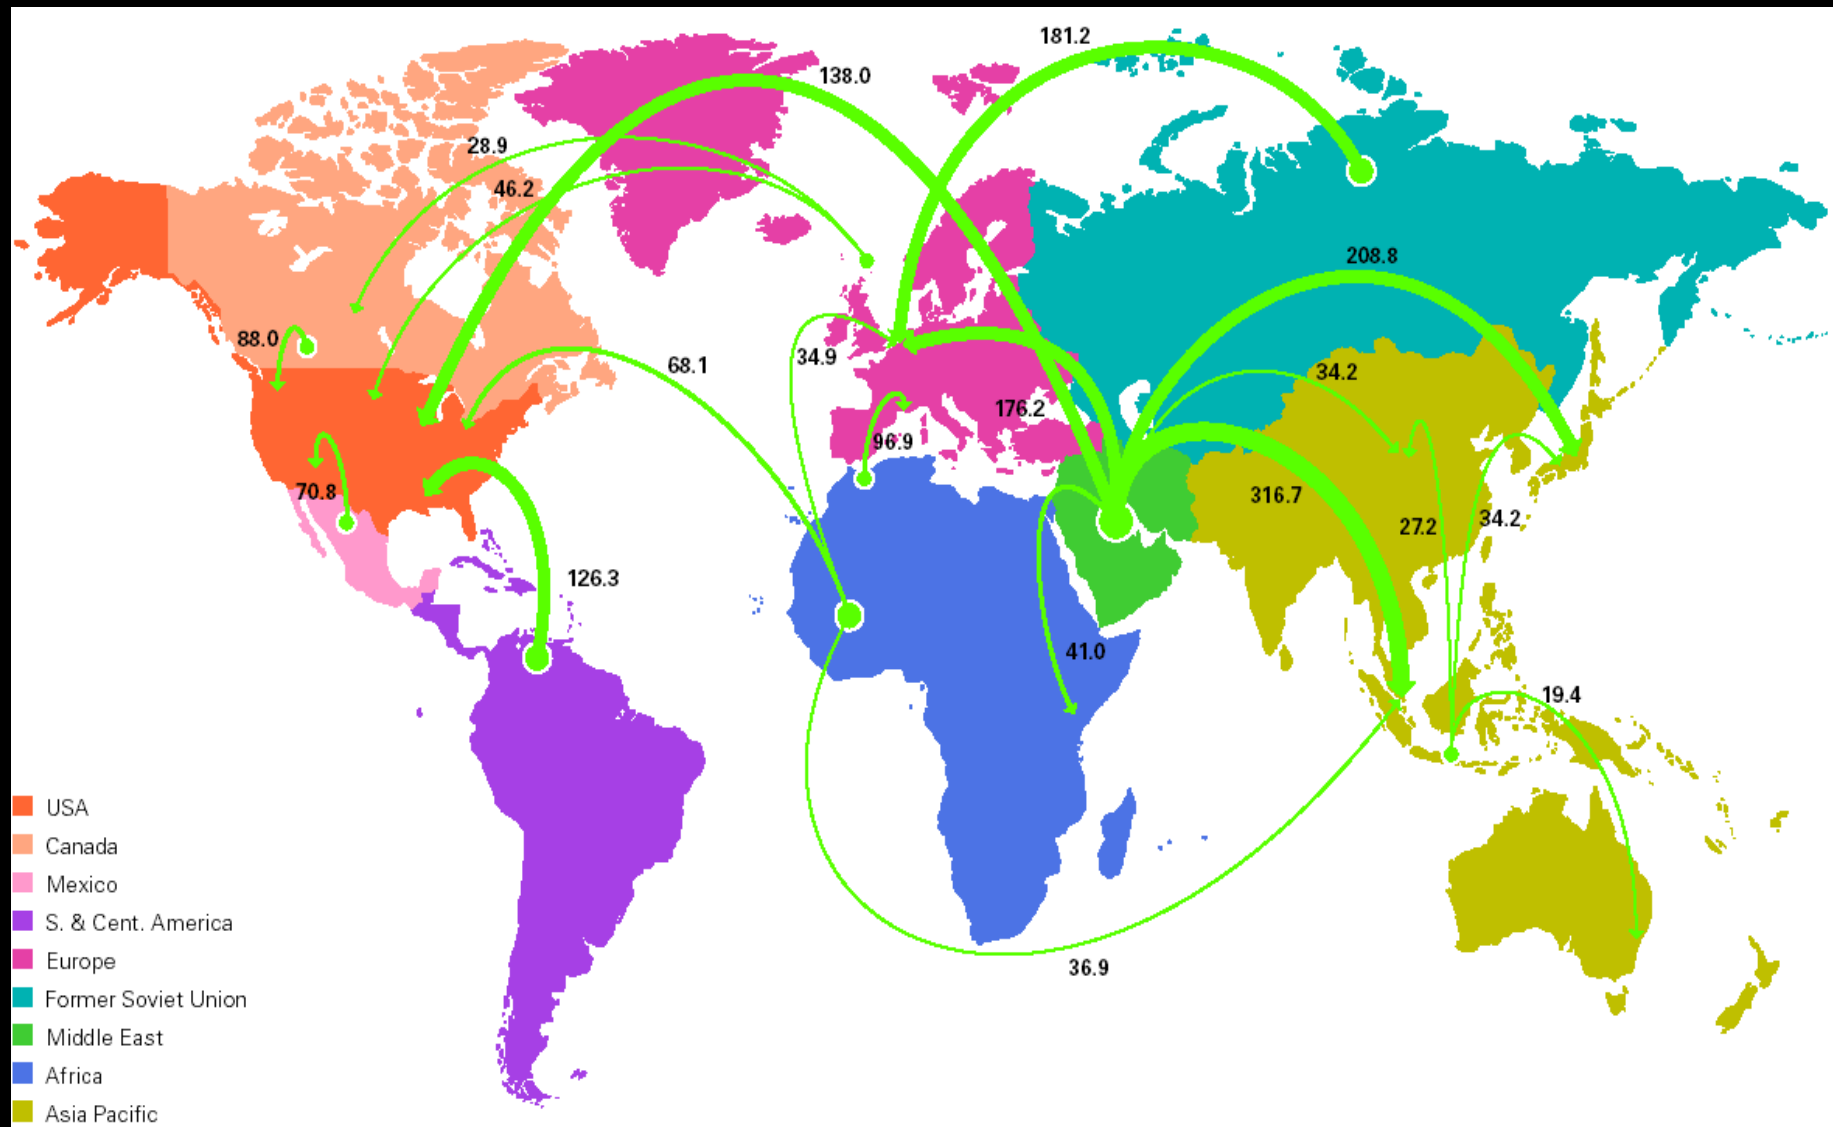 181.2
138.0
28.9
46.2
208.8
88.0
34.9
68.1
34.2
176.2
96.9
70.8
316.7
27.2
34.2
126.3
41.0
19.4
36.9
USA
Canada
Mexico
S. & Cent. America
Europe
Former Soviet Union
Middle East
Africa
Asia Pacific